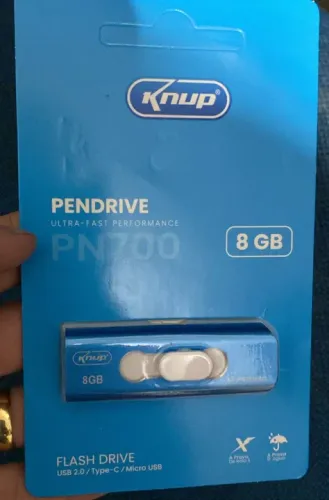 Knup
PENDRIVE
ULTRA-FAST PERFORMANCE
PN700
8 GB
Knup
8GB
FLASH DRIVE
USB 2.0 / Type-C / Micro USB